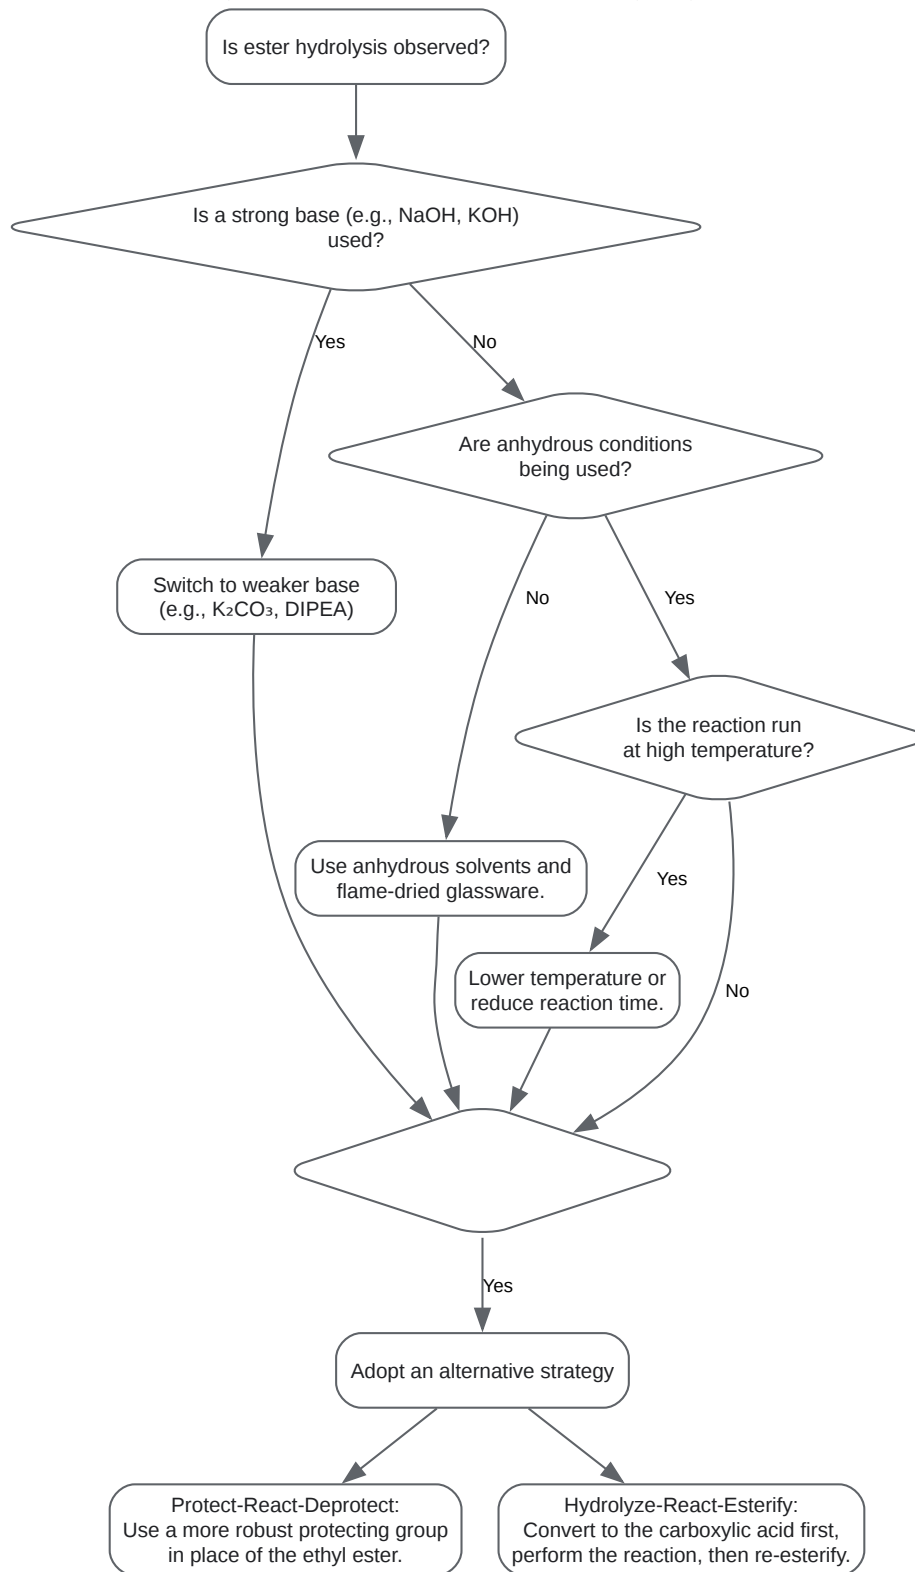 Is ester hydrolysis observed?
Is a strong base (e.g., NaOH, KOH)
used?
Yes
No
Are anhydrous conditions
being used?
Switch to weaker base
(e.g., K₂CO₃, DIPEA)
No
Yes
Is the reaction run
at high temperature?
Use anhydrous solvents and
flame-dried glassware.
Yes
Lower temperature or
reduce reaction time.
No
Yes
Adopt an alternative strategy
Protect-React-Deprotect:
Use a more robust protecting group
in place of the ethyl ester.
Hydrolyze-React-Esterify:
Convert to the carboxylic acid first,
perform the reaction, then re-esterify.